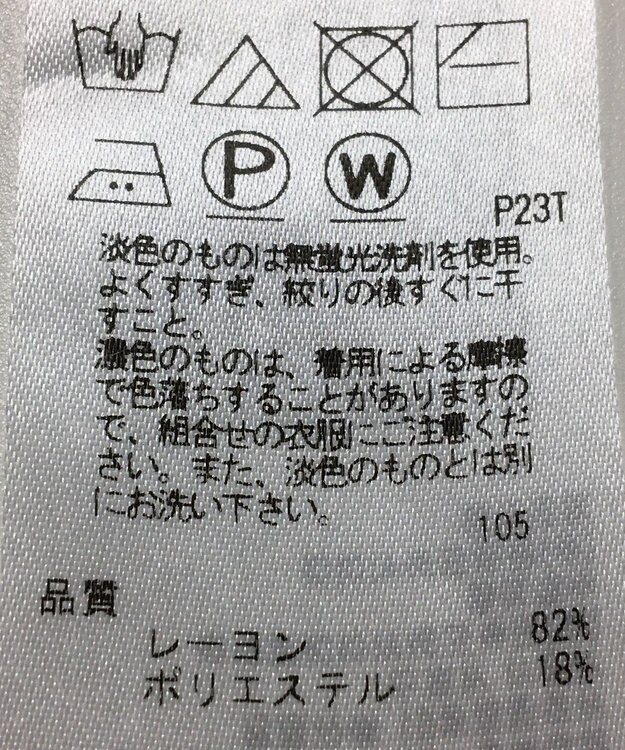 P W
P23T
淡色のものは無蛍光洗剤を使用。
よくすすぎ、絞りの後すぐに干
すこと。
濃色のものは、着用による摩擦
で色落ちすることがありますの
で、組合せの衣服にご注意くだ
さい。また、淡色のものとは別
にお洗い下さい。
105
品質
レーヨン 82%
ポリエステル 18%